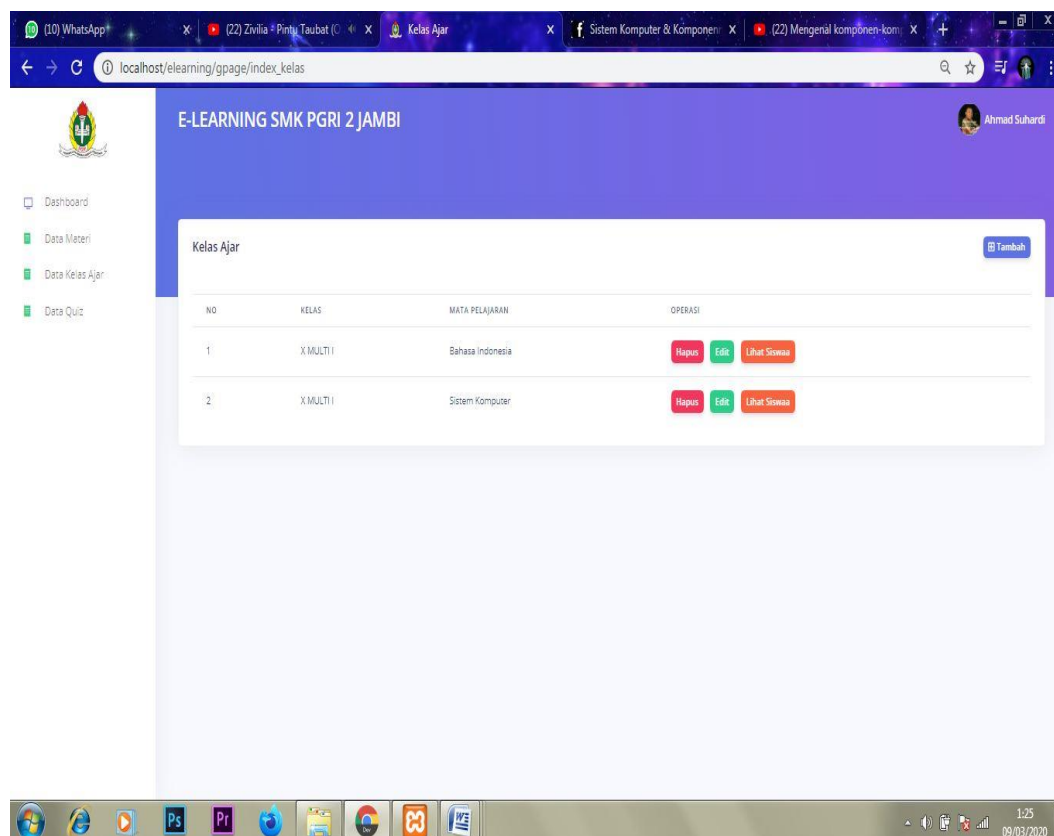 (10) WhatsApp
(22) Zivilia - Pintu Taubat (O
Kelas Ajar
Sistem Komputer & Komponen
(22) Mengenal komponen-kom
localhost/elearning/gpage/index_kelas
E-LEARNING SMK PGRI 2 JAMBI
Ahmad Suhardi
Dashboard
Data Materi
Data Kelas Ajar
Data Quiz
Kelas Ajar
Tambah
NO KELAS MATA PELAJARAN OPERASI
1 X MULTI I Bahasa Indonesia Hapus Edit Lihat Siswaa
2 X MULTI I Sistem Komputer Hapus Edit Lihat Siswaa
Ps
Pr
1:25
09/03/2020